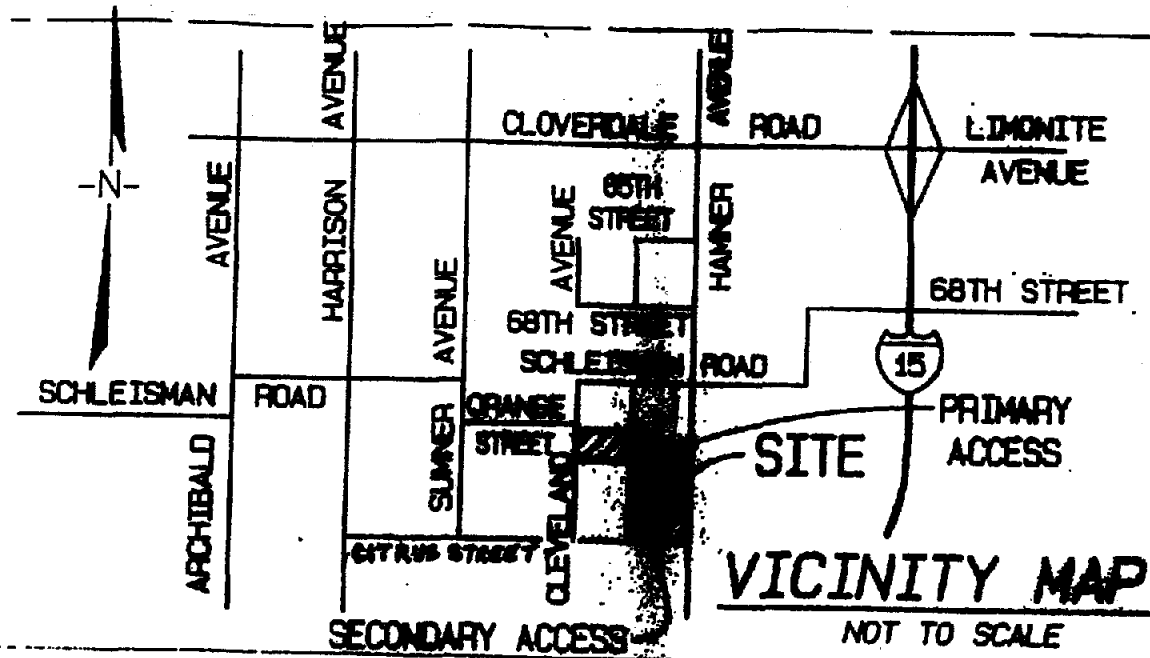 CLOVERDALE ROAD
LIMONITE
AVENUE
-N-
AVENUE
HARRISON AVENUE
SUMNER AVENUE
AVENUE
65TH
STREET
HAMNER AVENUE
68TH STREET
68TH STREET
SCHLEISMAN ROAD
15
SCHLEISMAN ROAD
ORANGE
STREET
PRIMARY
ACCESS
SITE
ARCHIBALD
CLEVELAND
CITRUS STREET
VICINITY MAP
NOT TO SCALE
SECONDARY ACCESS